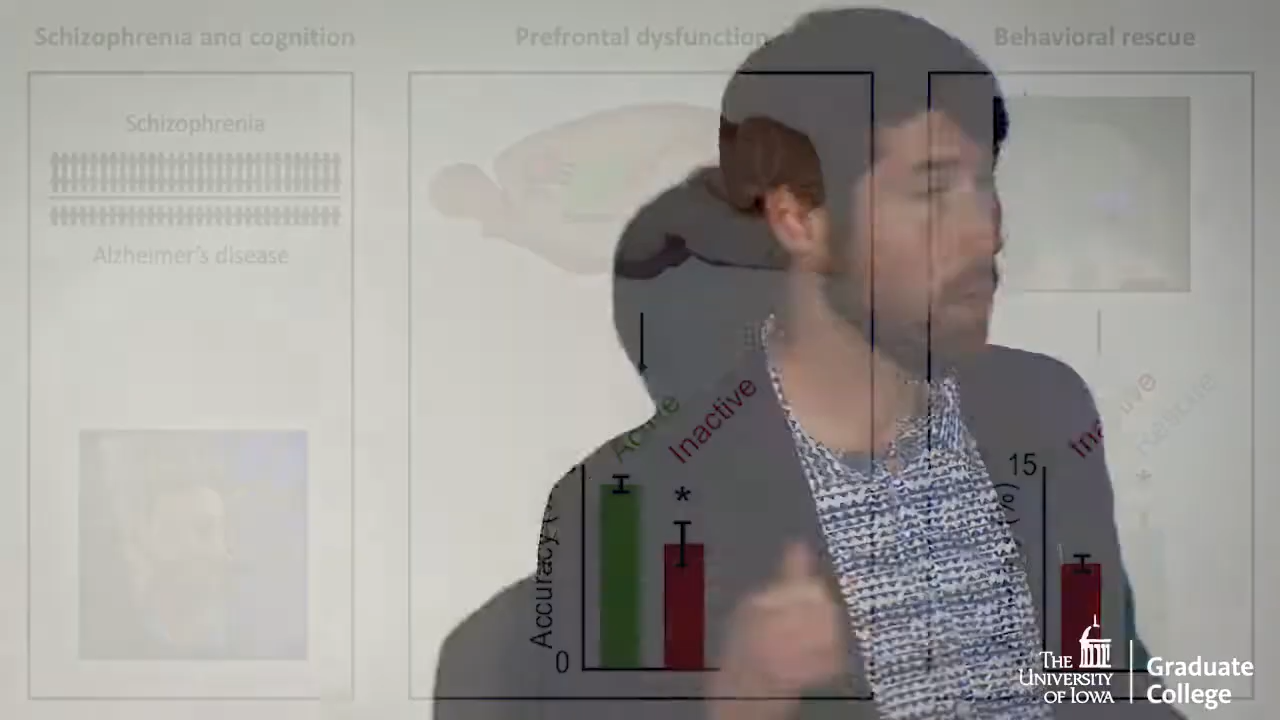 Schizophrenia and cognition
Schizophrenia
Alzheimer's disease
Prefrontal dysfunction
Active
Inactive
*
Accuracy (
0
Behavioral rescue
15
(%)
*
THE
UNIVERSITY
OF IOWA
Graduate
College